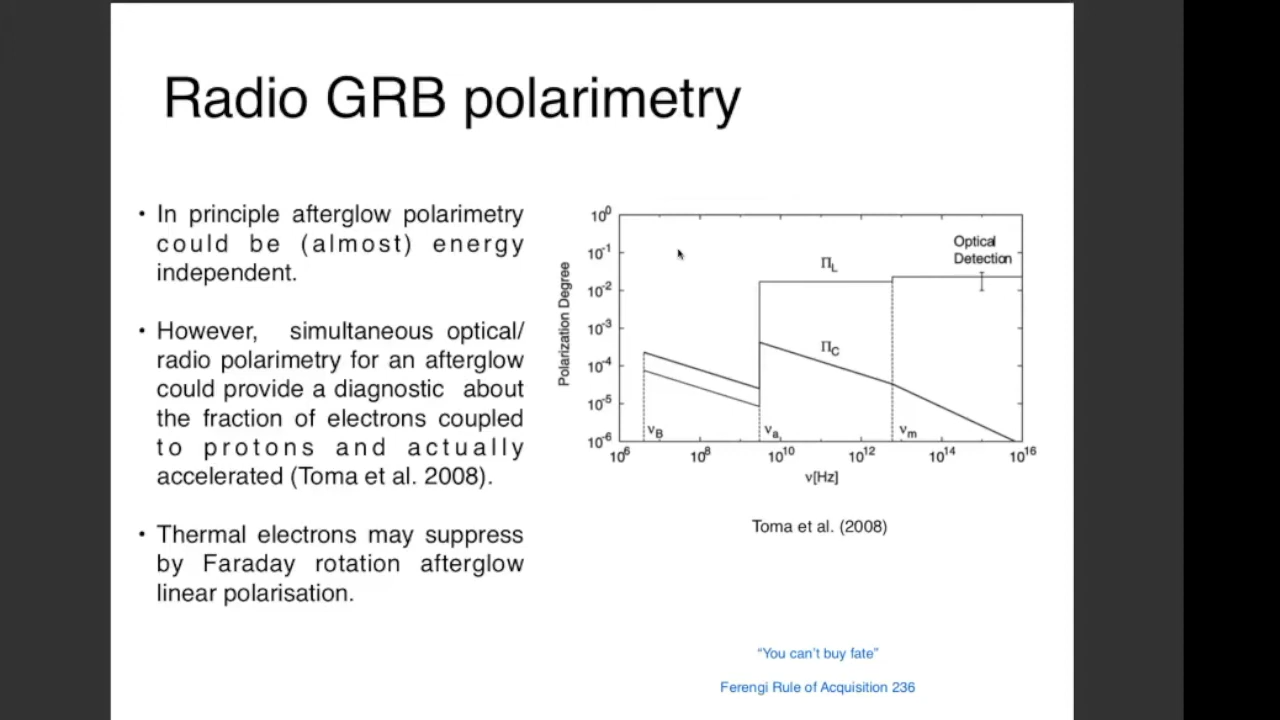 Radio GRB polarimetry
• In principle afterglow polarimetry
could be (almost) energy
independent.
• However, simultaneous optical/
radio polarimetry for an afterglow
could provide a diagnostic about
the fraction of electrons coupled
to protons and actually
accelerated (Toma et al. 2008).
• Thermal electrons may suppress
by Faraday rotation afterglow
linear polarisation.
Polarization Degree
10⁰
10⁻¹
10⁻²
10⁻³
10⁻⁴
10⁻⁵
10⁻⁶
Optical
Detection
Π_L
Π_C
ν_B
ν_a
ν_m
10⁶ 10⁸ 10¹⁰ 10¹² 10¹⁴ 10¹⁶
ν[Hz]
Toma et al. (2008)
“You can’t buy fate”
Ferengi Rule of Acquisition 236